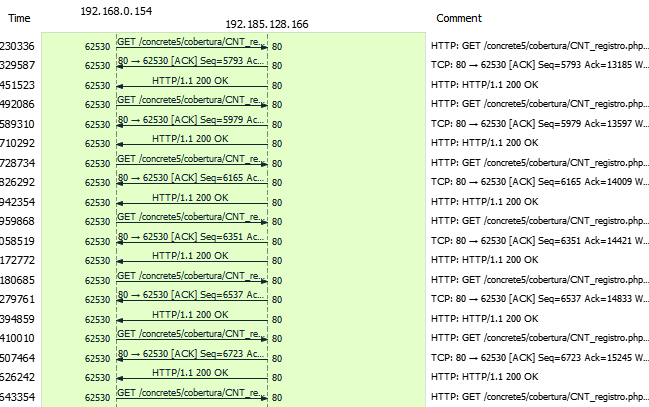 Time 192.168.0.154 192.185.128.166 Comment
230336 62530 GET /concrete5/cobertura/CNT_re... 80 HTTP: GET /concrete5/cobertura/CNT_registro.php...
329587 62530 80 → 62530 [ACK] Seq=5793 Ac... 80 TCP: 80 → 62530 [ACK] Seq=5793 Ack=13185 W...
451523 62530 HTTP/1.1 200 OK 80 HTTP: HTTP/1.1 200 OK
492086 62530 GET /concrete5/cobertura/CNT_re... 80 HTTP: GET /concrete5/cobertura/CNT_registro.php...
589310 62530 80 → 62530 [ACK] Seq=5979 Ac... 80 TCP: 80 → 62530 [ACK] Seq=5979 Ack=13597 W...
710292 62530 HTTP/1.1 200 OK 80 HTTP: HTTP/1.1 200 OK
728734 62530 GET /concrete5/cobertura/CNT_re... 80 HTTP: GET /concrete5/cobertura/CNT_registro.php...
826292 62530 80 → 62530 [ACK] Seq=6165 Ac... 80 TCP: 80 → 62530 [ACK] Seq=6165 Ack=14009 W...
942354 62530 HTTP/1.1 200 OK 80 HTTP: HTTP/1.1 200 OK
959868 62530 GET /concrete5/cobertura/CNT_re... 80 HTTP: GET /concrete5/cobertura/CNT_registro.php...
058519 62530 80 → 62530 [ACK] Seq=6351 Ac... 80 TCP: 80 → 62530 [ACK] Seq=6351 Ack=14421 W...
172772 62530 HTTP/1.1 200 OK 80 HTTP: HTTP/1.1 200 OK
180685 62530 GET /concrete5/cobertura/CNT_re... 80 HTTP: GET /concrete5/cobertura/CNT_registro.php...
279761 62530 80 → 62530 [ACK] Seq=6537 Ac... 80 TCP: 80 → 62530 [ACK] Seq=6537 Ack=14833 W...
394859 62530 HTTP/1.1 200 OK 80 HTTP: HTTP/1.1 200 OK
410010 62530 GET /concrete5/cobertura/CNT_re... 80 HTTP: GET /concrete5/cobertura/CNT_registro.php...
507464 62530 80 → 62530 [ACK] Seq=6723 Ac... 80 TCP: 80 → 62530 [ACK] Seq=6723 Ack=15245 W...
626242 62530 HTTP/1.1 200 OK 80 HTTP: HTTP/1.1 200 OK
643354 62530 GET /concrete5/cobertura/CNT_re... 80 HTTP: GET /concrete5/cobertura/CNT_registro.php...